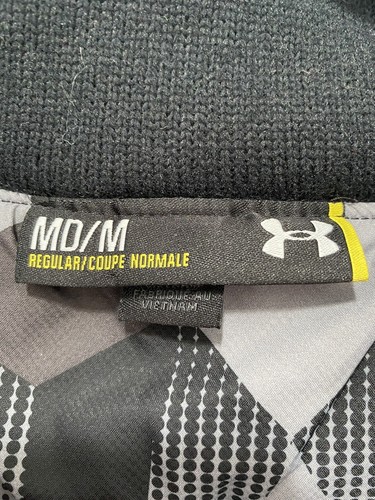 MD/M
REGULAR/COUPE NORMALE
FABRIQUÉ AU
VIETNAM